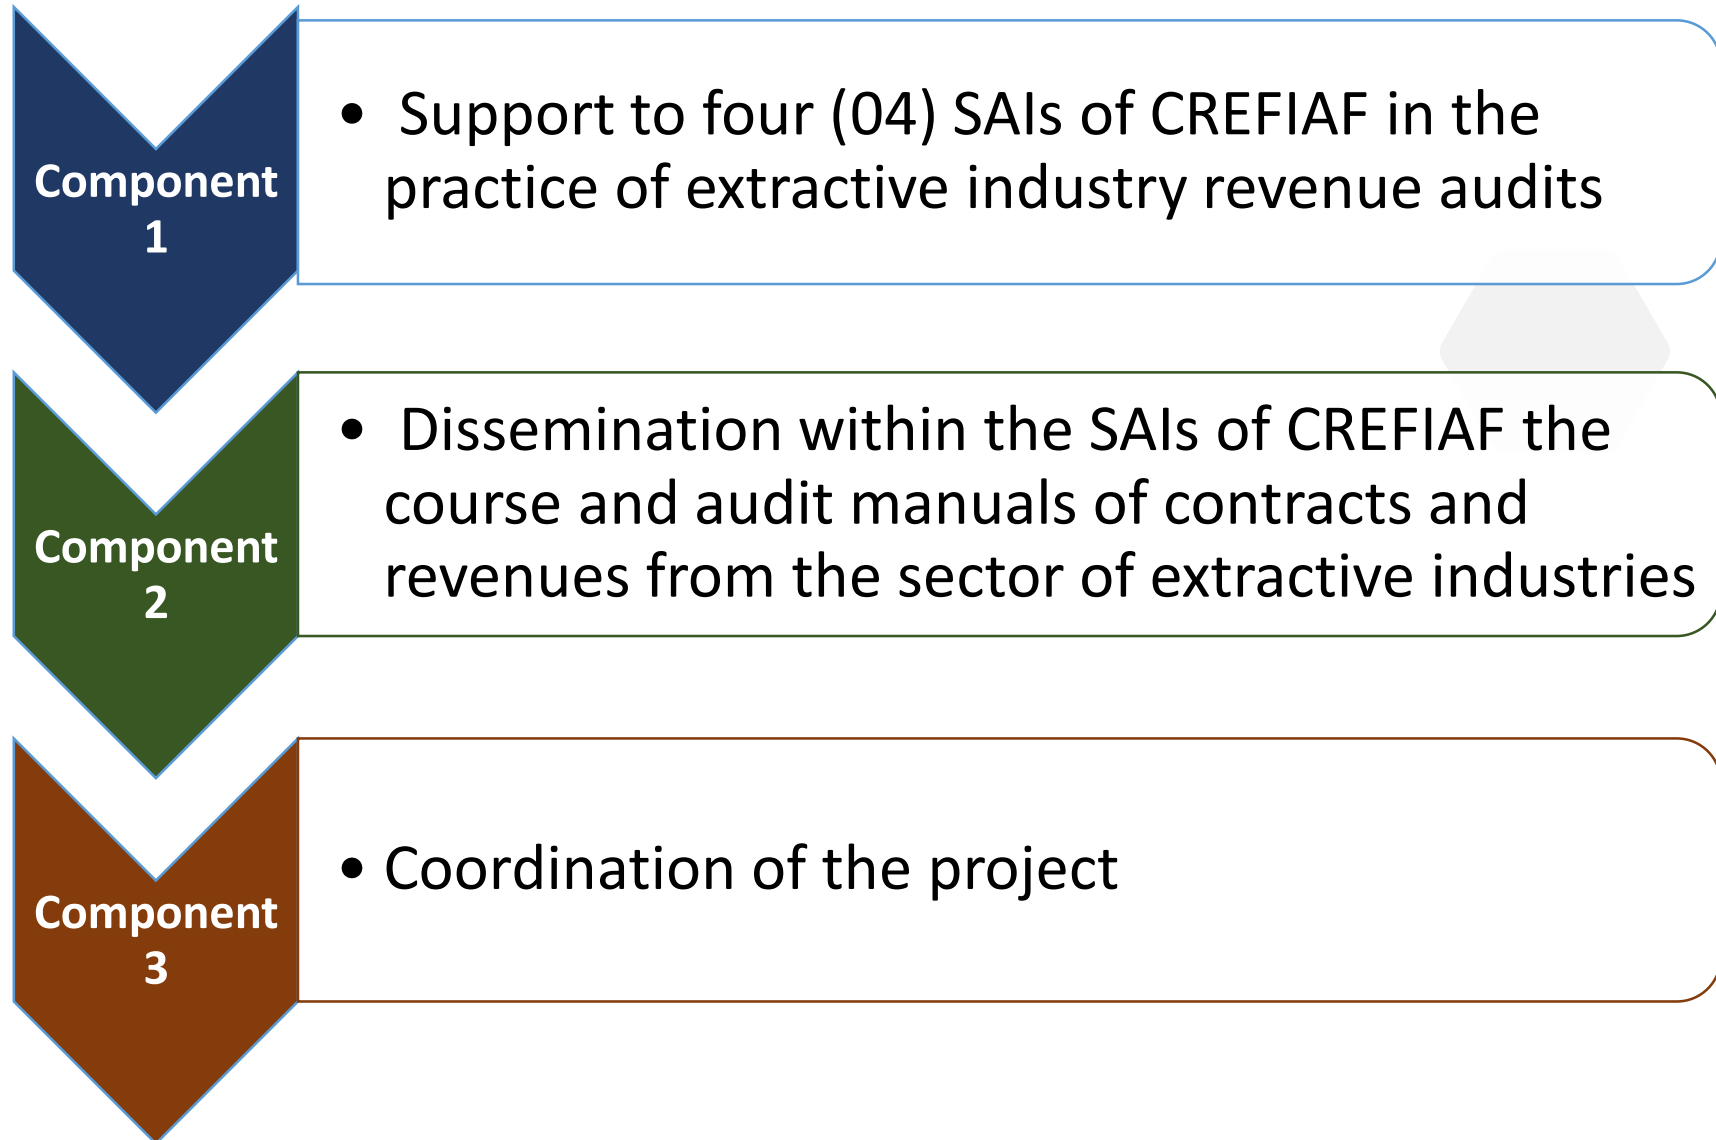 Component
1
• Support to four (04) SAIs of CREFIAF in the
practice of extractive industry revenue audits
Component
2
• Dissemination within the SAIs of CREFIAF the
course and audit manuals of contracts and
revenues from the sector of extractive industries
Component
3
• Coordination of the project